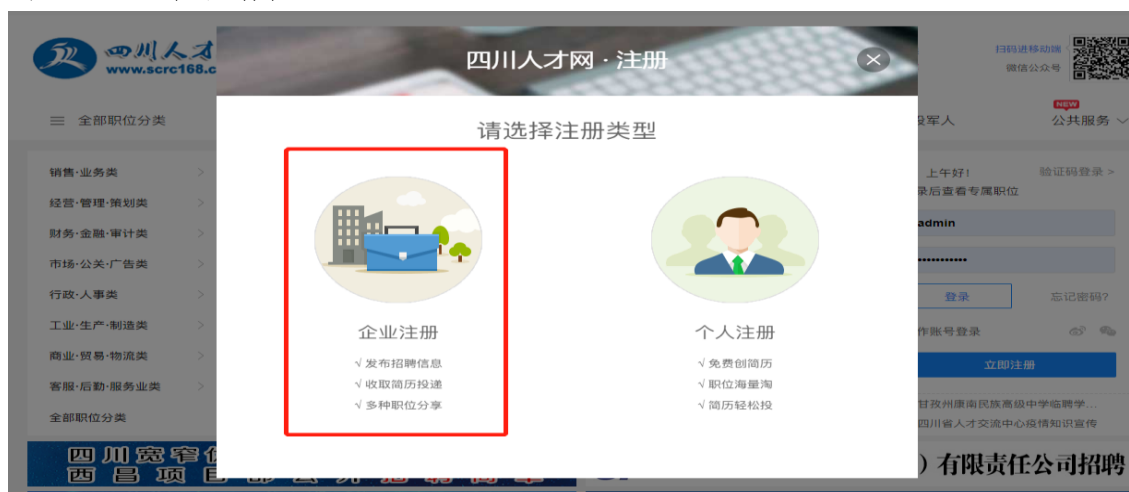 四川人才
www.scrc168.c
四川人才网 · 注册
扫码进移动端
微信公众号
全部职位分类
请选择注册类型
NEW
军人
公共服务
销售·业务类
经营·管理·策划类
财务·金融·审计类
市场·公关·广告类
行政·人事类
工业·生产·制造类
商业·贸易·物流类
客服·后勤·服务业类
全部职位分类
企业注册
√ 发布招聘信息
√ 收取简历投递
√ 多种职位分享
个人注册
√ 免费创简历
√ 职位海量淘
√ 简历轻松投
上午好!
验证码登录 >
录后查看专属职位
admin
登录
忘记密码?
作账号登录
立即注册
甘孜州康南民族高级中学临聘学...
四川省人才交流中心疫情知识宣传
四川宽窄
西昌项目
）有限责任公司招聘